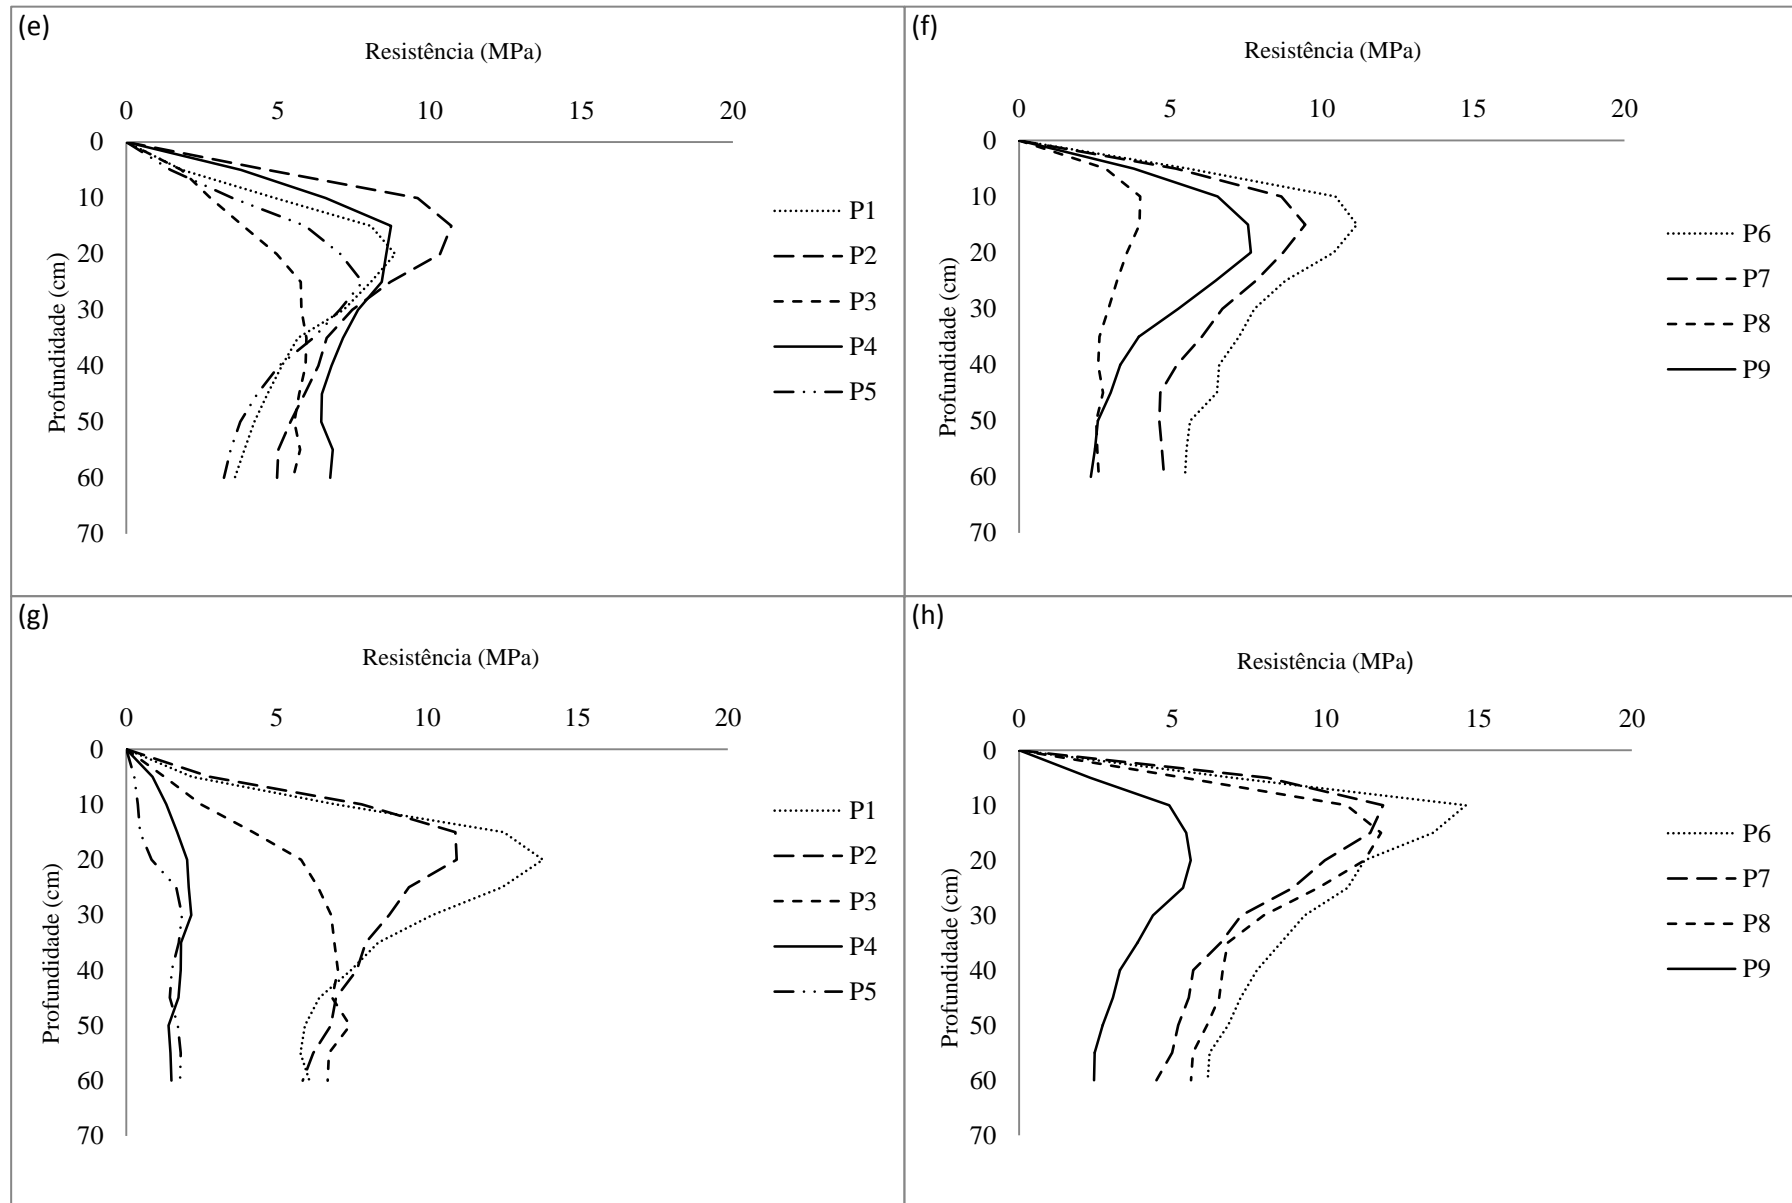 (e)
Resistência (MPa)
0 5 10 15 20
0
10
20
30
40
50
60
70
Profundidade (cm)
P1
P2
P3
P4
P5
(f)
Resistência (MPa)
0 5 10 15 20
0
10
20
30
40
50
60
70
Profundidade (cm)
P6
P7
P8
P9
(g)
Resistência (MPa)
0 5 10 15 20
0
10
20
30
40
50
60
70
Profundidade (cm)
P1
P2
P3
P4
P5
(h)
Resistência (MPa)
0 5 10 15 20
0
10
20
30
40
50
60
70
Profundidade (cm)
P6
P7
P8
P9